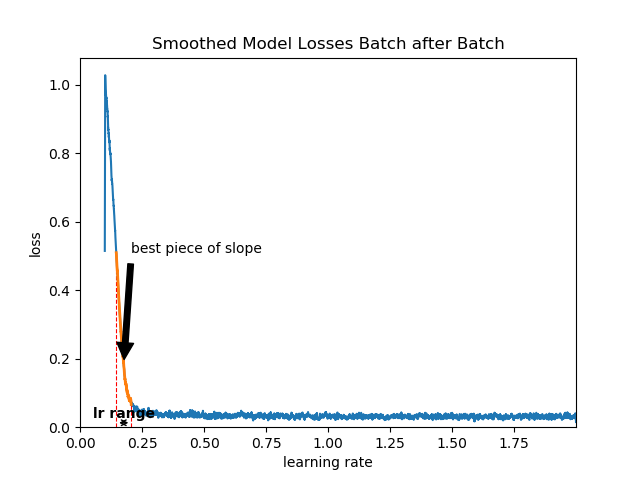 Smoothed Model Losses Batch after Batch
1.0
0.8
0.6
0.4
0.2
0.0
loss
best piece of slope
lr range
0.00 0.25 0.50 0.75 1.00 1.25 1.50 1.75
learning rate